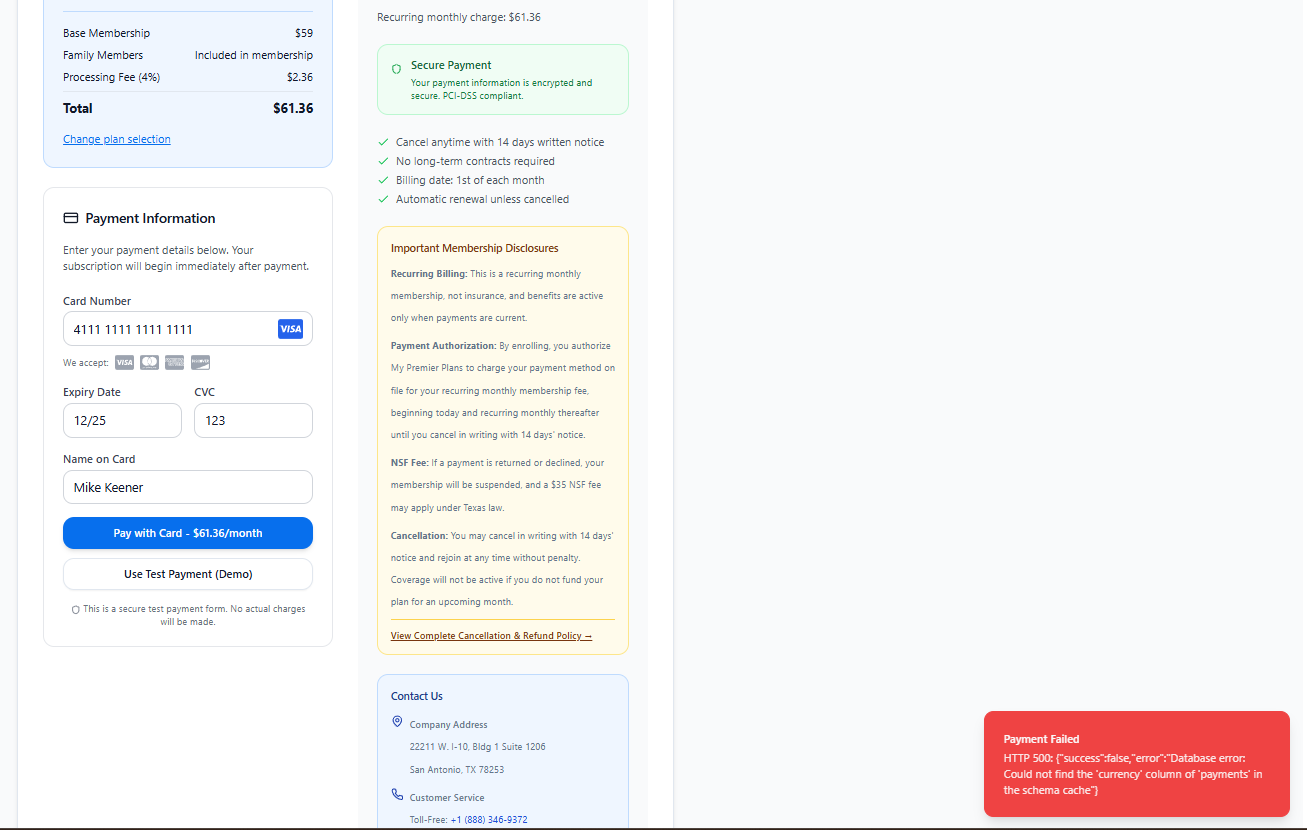 Base Membership $59
Family Members Included in membership
Processing Fee (4%) $2.36
Total $61.36
Change plan selection
Payment Information
Enter your payment details below. Your
subscription will begin immediately after payment.
Card Number
4111 1111 1111 1111 VISA
We accept: VISA
Expiry Date CVC
12/25 123
Name on Card
Mike Keener
Pay with Card - $61.36/month
Use Test Payment (Demo)
This is a secure test payment form. No actual charges
will be made.
Recurring monthly charge: $61.36
Secure Payment
Your payment information is encrypted and
secure. PCI-DSS compliant.
Cancel anytime with 14 days written notice
No long-term contracts required
Billing date: 1st of each month
Automatic renewal unless cancelled
Important Membership Disclosures
Recurring Billing: This is a recurring monthly
membership, not insurance, and benefits are active
only when payments are current.
Payment Authorization: By enrolling, you authorize
My Premier Plans to charge your payment method on
file for your recurring monthly membership fee,
beginning today and recurring monthly thereafter
until you cancel in writing with 14 days' notice.
NSF Fee: If a payment is returned or declined, your
membership will be suspended, and a $35 NSF fee
may apply under Texas law.
Cancellation: You may cancel in writing with 14 days'
notice and rejoin at any time without penalty.
Coverage will not be active if you do not fund your
plan for an upcoming month.
View Complete Cancellation & Refund Policy →
Contact Us
Company Address
22211 W. I-10, Bldg 1 Suite 1206
San Antonio, TX 78253
Customer Service
Toll-Free: +1 (888) 346-9372
Payment Failed
HTTP 500: {"success":false,"error":"Database error:
Could not find the 'currency' column of 'payments' in
the schema cache"}